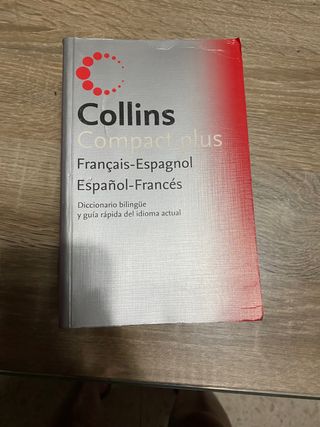 Collins
Compact plus
Français-Espagnol
Español-Francés
Diccionario bilingüe
y guía rápida del idioma actual